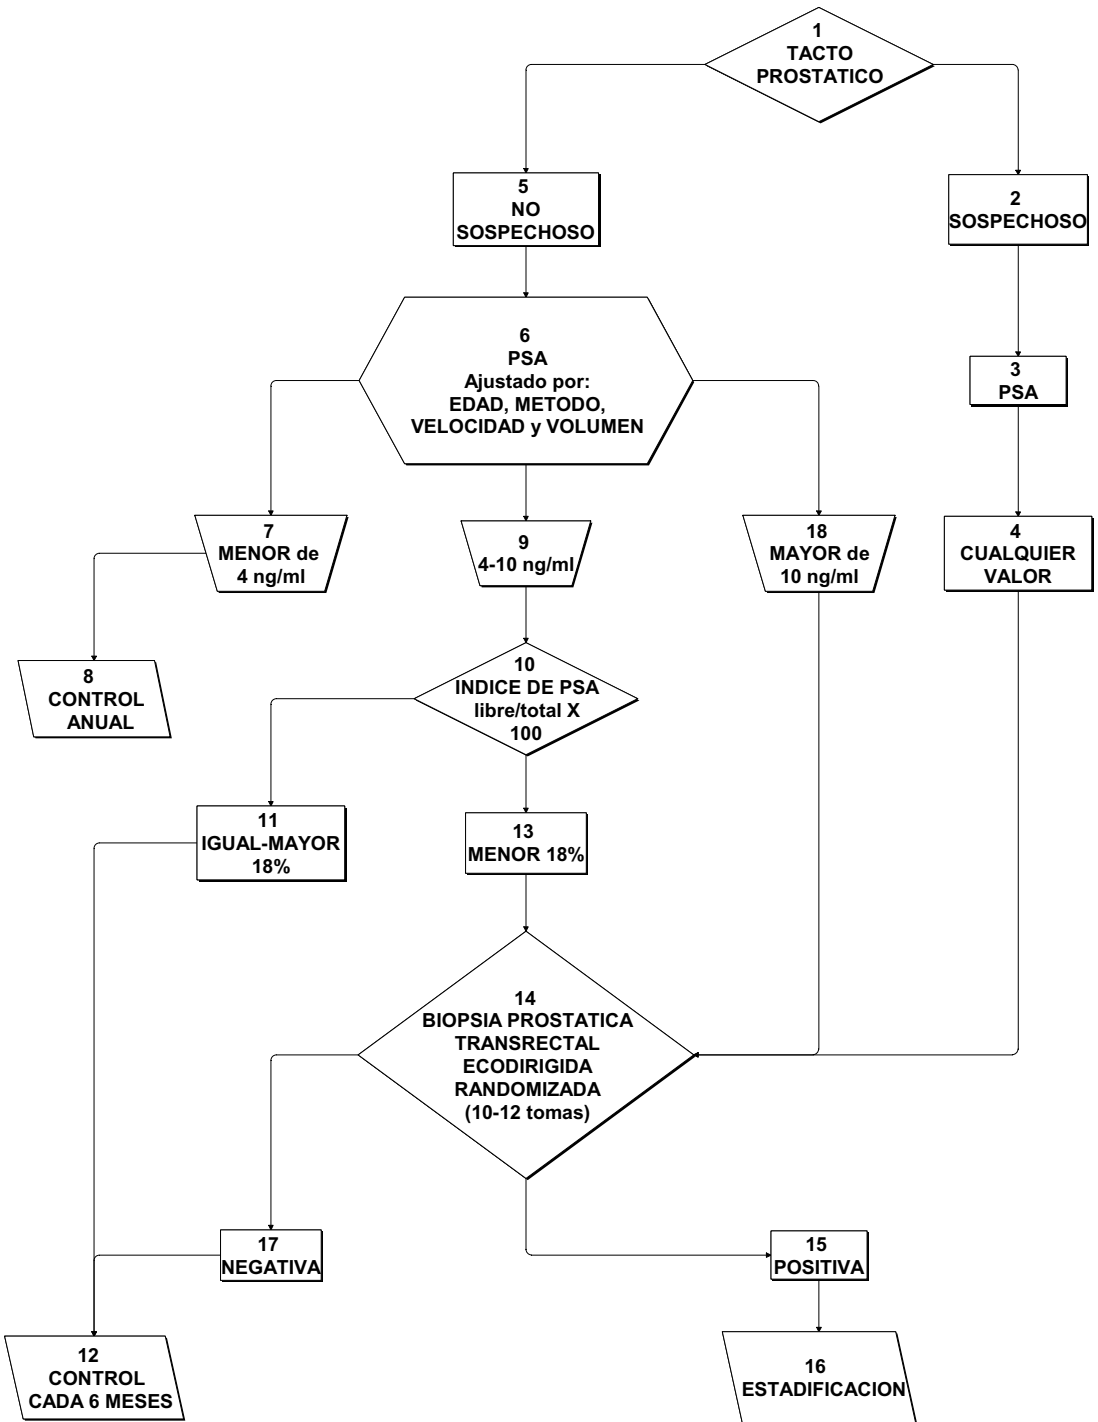 1
TACTO
PROSTATICO
5
NO
SOSPECHOSO
2
SOSPECHOSO
6
PSA
Ajustado por:
EDAD, METODO,
VELOCIDAD y VOLUMEN
3
PSA
7
MENOR de
4 ng/ml
9
4-10 ng/ml
18
MAYOR de
10 ng/ml
4
CUALQUIER
VALOR
8
CONTROL
ANUAL
10
INDICE DE PSA
libre/total X
100
11
IGUAL-MAYOR
18%
13
MENOR 18%
14
BIOPSIA PROSTATICA
TRANSRECTAL
ECODIRIGIDA
RANDOMIZADA
(10-12 tomas)
17
NEGATIVA
15
POSITIVA
12
CONTROL
CADA 6 MESES
16
ESTADIFICACION